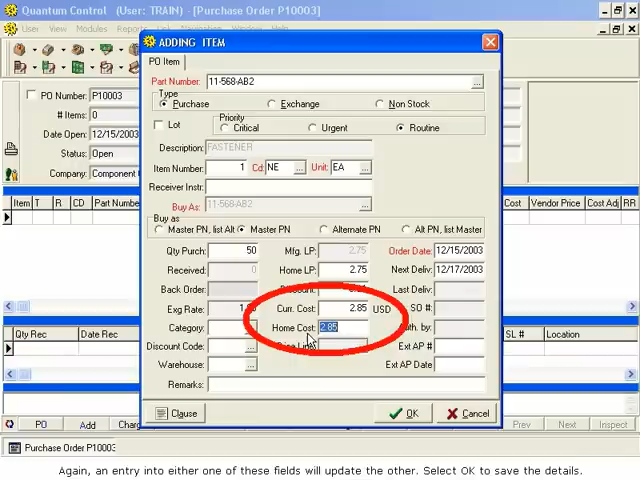 Quantum Control (User: TRAIN) - [Purchase Order P10003]
User View Modules Reports
ADDING ITEM
PO Item
PO Number: P10003
# Items: 0
Date Open: 12/15/2003
Status: Open
Company: Component
Part Number: 11-568-AB2 ...
Type
Purchase Exchange Non Stock
Lot
Priority
Critical Urgent Routine
Description: FASTENER
Item Number: 1 Cd: NE ... Unit: EA ...
Receiver Instr:
Buy As: 11-568-AB2 ...
Buy as
Master PN, list Alt Master PN Alternate PN Alt PN, list Master
Qty Purch: 50 Mfg. LP: 2.75 Order Date: 12/15/2003
Received: 0 Home LP: 2.75 Next Deliv: 12/17/2003
Back Order: Last Deliv:
Exg Rate: Curr. Cost: 2.85 USD SO #:
Category: Home Cost: 2.85 Auth. by:
Discount Code: ... Ext AP #
Warehouse: ... Ext AP Date
Remarks:
Clause OK Cancel
Item T R CD Part Number
Cost Vendor Price Cost Adj RR
Qty Rec Date Rec
SL # Location
PO Add
Prev Next Inspect
Purchase Order P10003
Again, an entry into either one of these fields will update the other. Select OK to save the details.